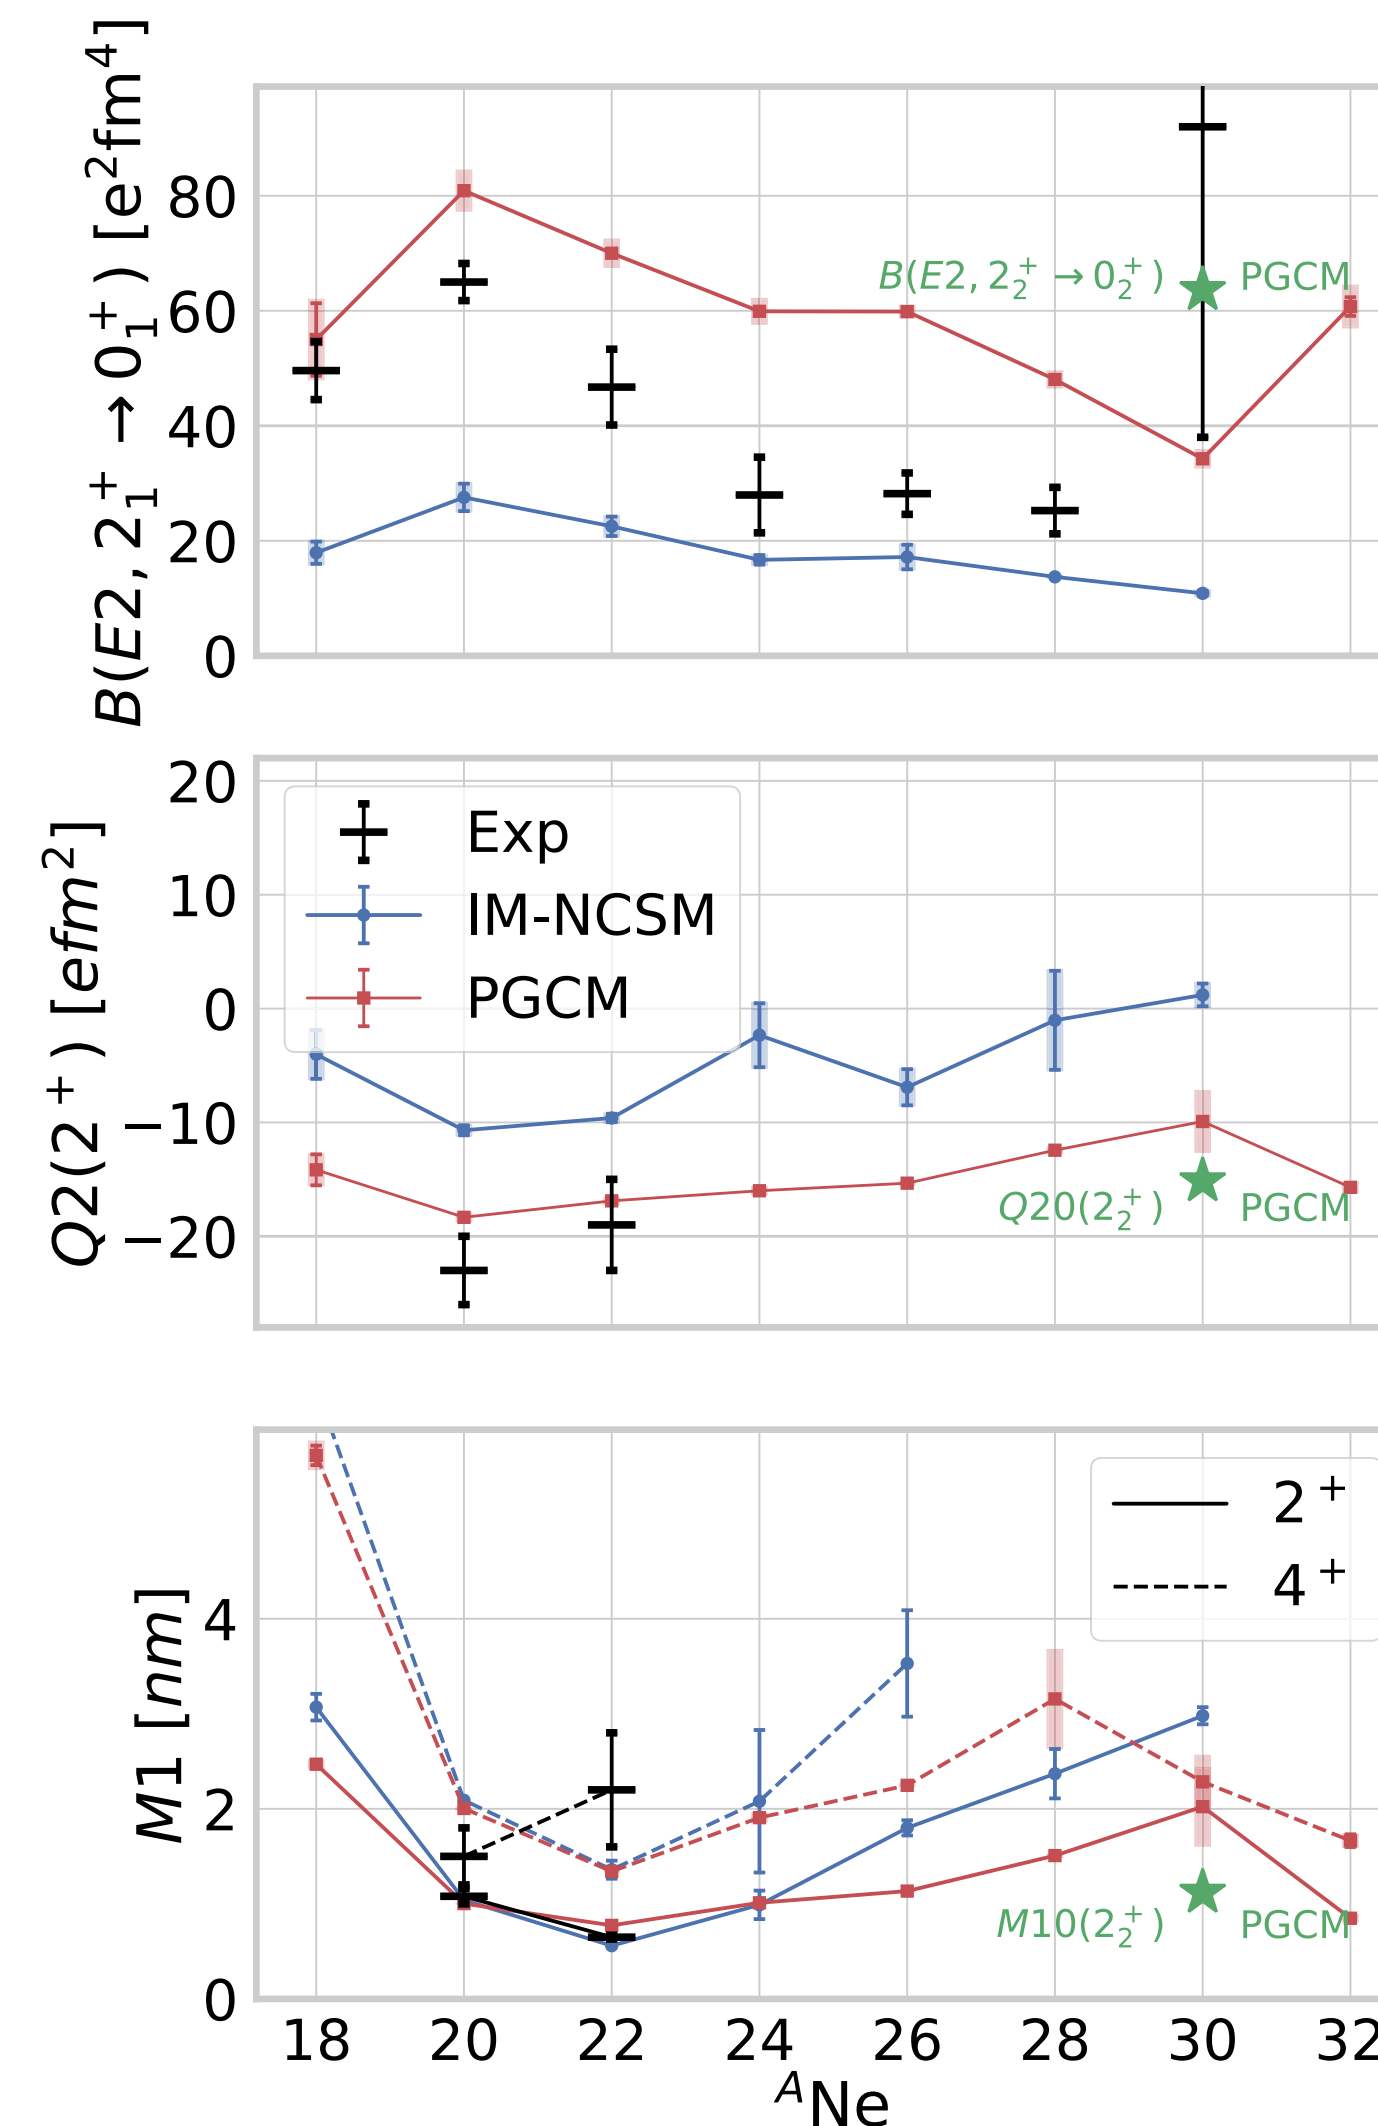 B(E2, 2₁⁺ → 0₁⁺) [e²fm⁴]
80
60
40
20
0
B(E2, 2₂⁺ → 0₂⁺) PGCM
Q2(2⁺) [efm²]
20
10
0
−10
−20
Exp
IM-NCSM
PGCM
Q20(2₂⁺) PGCM
M1 [nm]
4
2
0
2⁺
4⁺
M10(2₂⁺) PGCM
18 20 22 24 26 28 30 32
ᴬNe